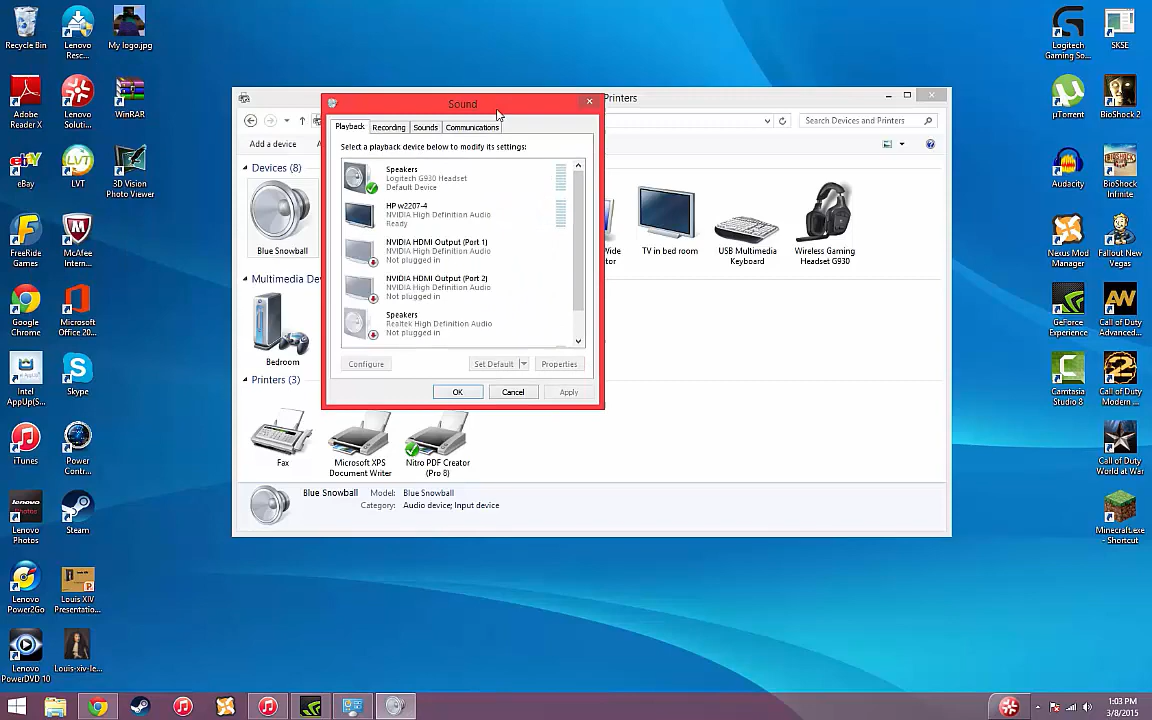 Recycle Bin
Lenovo
Resc...
My logo.jpg
Adobe
Reader X
Lenovo
Soluti...
WinRAR
eBay
LVT
3D Vision
Photo Viewer
FreeRide
Games
McAfee
Intern...
Google
Chrome
Microsoft
Office 20...
Intel
AppUp(S...
Skype
iTunes
Power
Contr...
Lenovo
Photos
Steam
Lenovo
Power2Go
Louis XIV
Presentatio...
Lenovo
PowerDVD 10
Louis-xiv-le...
Printers
Search Devices and Printers
Add a device
Devices (8)
Blue Snowball
TV in bed room
USB Multimedia
Keyboard
Wireless Gaming
Headset G930
Multimedia De
Bedroom
Printers (3)
Fax
Microsoft XPS
Document Writer
Nitro PDF Creator
(Pro 8)
Blue Snowball
Model: Blue Snowball
Category: Audio device; Input device
Sound
Playback
Recording
Sounds
Communications
Select a playback device below to modify its settings:
Speakers
Logitech G930 Headset
Default Device
HP w2207-4
NVIDIA High Definition Audio
Ready
NVIDIA HDMI Output (Port 1)
NVIDIA High Definition Audio
Not plugged in
NVIDIA HDMI Output (Port 2)
NVIDIA High Definition Audio
Not plugged in
Speakers
Realtek High Definition Audio
Not plugged in
Configure
Set Default
Properties
OK
Cancel
Apply
Logitech
Gaming So...
SKSE
µTorrent
BioShock 2
Audacity
BioShock
Infinite
Nexus Mod
Manager
Fallout New
Vegas
GeForce
Experience
Call of Duty
Advanced...
Camtasia
Studio 8
Call of Duty
Modern ...
Call of Duty
World at War
Minecraft.exe
- Shortcut
1:03 PM
3/8/2015